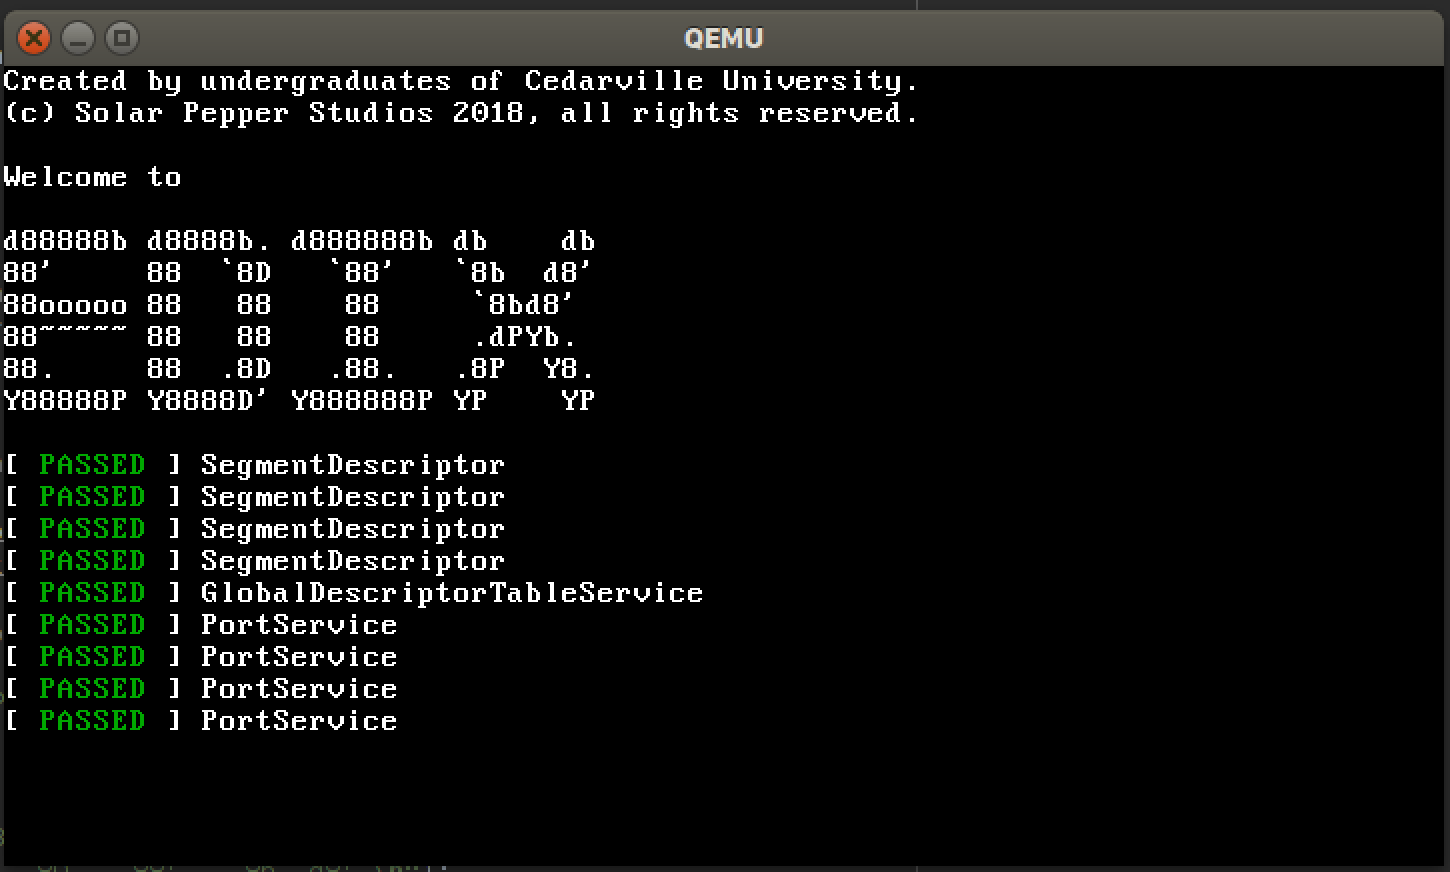 QEMU
Created by undergraduates of Cedarville University.
(c) Solar Pepper Studios 2018, all rights reserved.
Welcome to
d88888b d8888b. d888888b db    db
88'     88  `8D   `88'   `8b  d8'
88ooooo 88   88    88     `8bd8'
88~~~~~ 88   88    88     .dPYb.
88.     88  .8D   .88.   .8P  Y8.
Y88888P Y8888D' Y888888P YP    YP
[ PASSED ] SegmentDescriptor
[ PASSED ] SegmentDescriptor
[ PASSED ] SegmentDescriptor
[ PASSED ] SegmentDescriptor
[ PASSED ] GlobalDescriptorTableService
[ PASSED ] PortService
[ PASSED ] PortService
[ PASSED ] PortService
[ PASSED ] PortService